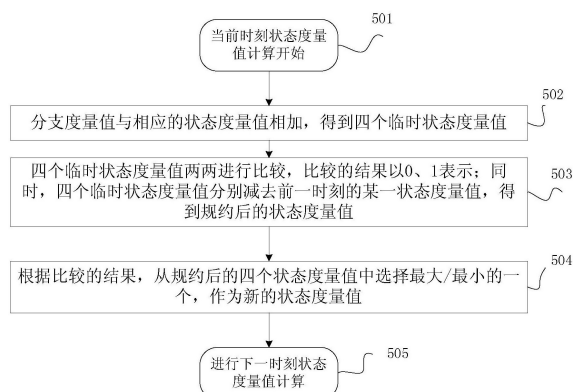 当前时刻状态度量
值计算开始
501
502
分支度量值与相应的状态度量值相加，得到四个临时状态度量值
四个临时状态度量值两两进行比较，比较的结果以0、1表示；同
时，四个临时状态度量值分别减去前一时刻的某一状态度量值，得
到规约后的状态度量值
503
根据比较的结果，从规约后的四个状态度量值中选择最大/最小的一
个，作为新的状态度量值
504
进行下一时刻状态
度量值计算
505